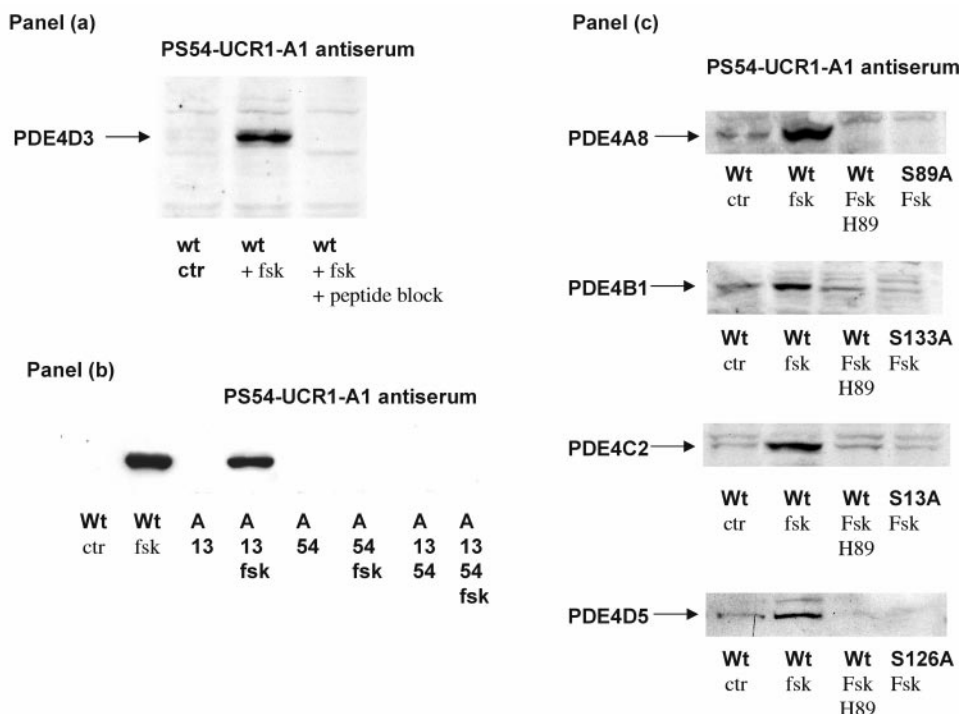 Panel (a)
PS54-UCR1-A1 antiserum
PDE4D3
wt wt wt
ctr + fsk + fsk
+ peptide block
Panel (b)
PS54-UCR1-A1 antiserum
Wt Wt A A A A A A
ctr fsk 13 13 54 54 13 13
fsk fsk 54 54
fsk
Panel (c)
PS54-UCR1-A1 antiserum
PDE4A8
Wt Wt Wt S89A
ctr fsk Fsk Fsk
H89
PDE4B1
Wt Wt Wt S133A
ctr fsk Fsk Fsk
H89
PDE4C2
Wt Wt Wt S13A
ctr fsk Fsk Fsk
H89
PDE4D5
Wt Wt Wt S126A
ctr fsk Fsk Fsk
H89